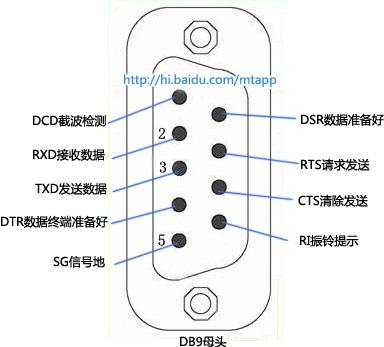 http://hi.baidu.com/mtapp
DCD截波检测
DSR数据准备好
2
RXD接收数据
RTS请求发送
3
TXD发送数据
CTS清除发送
DTR数据终端准备好
RI振铃提示
5
SG信号地
DB9母头